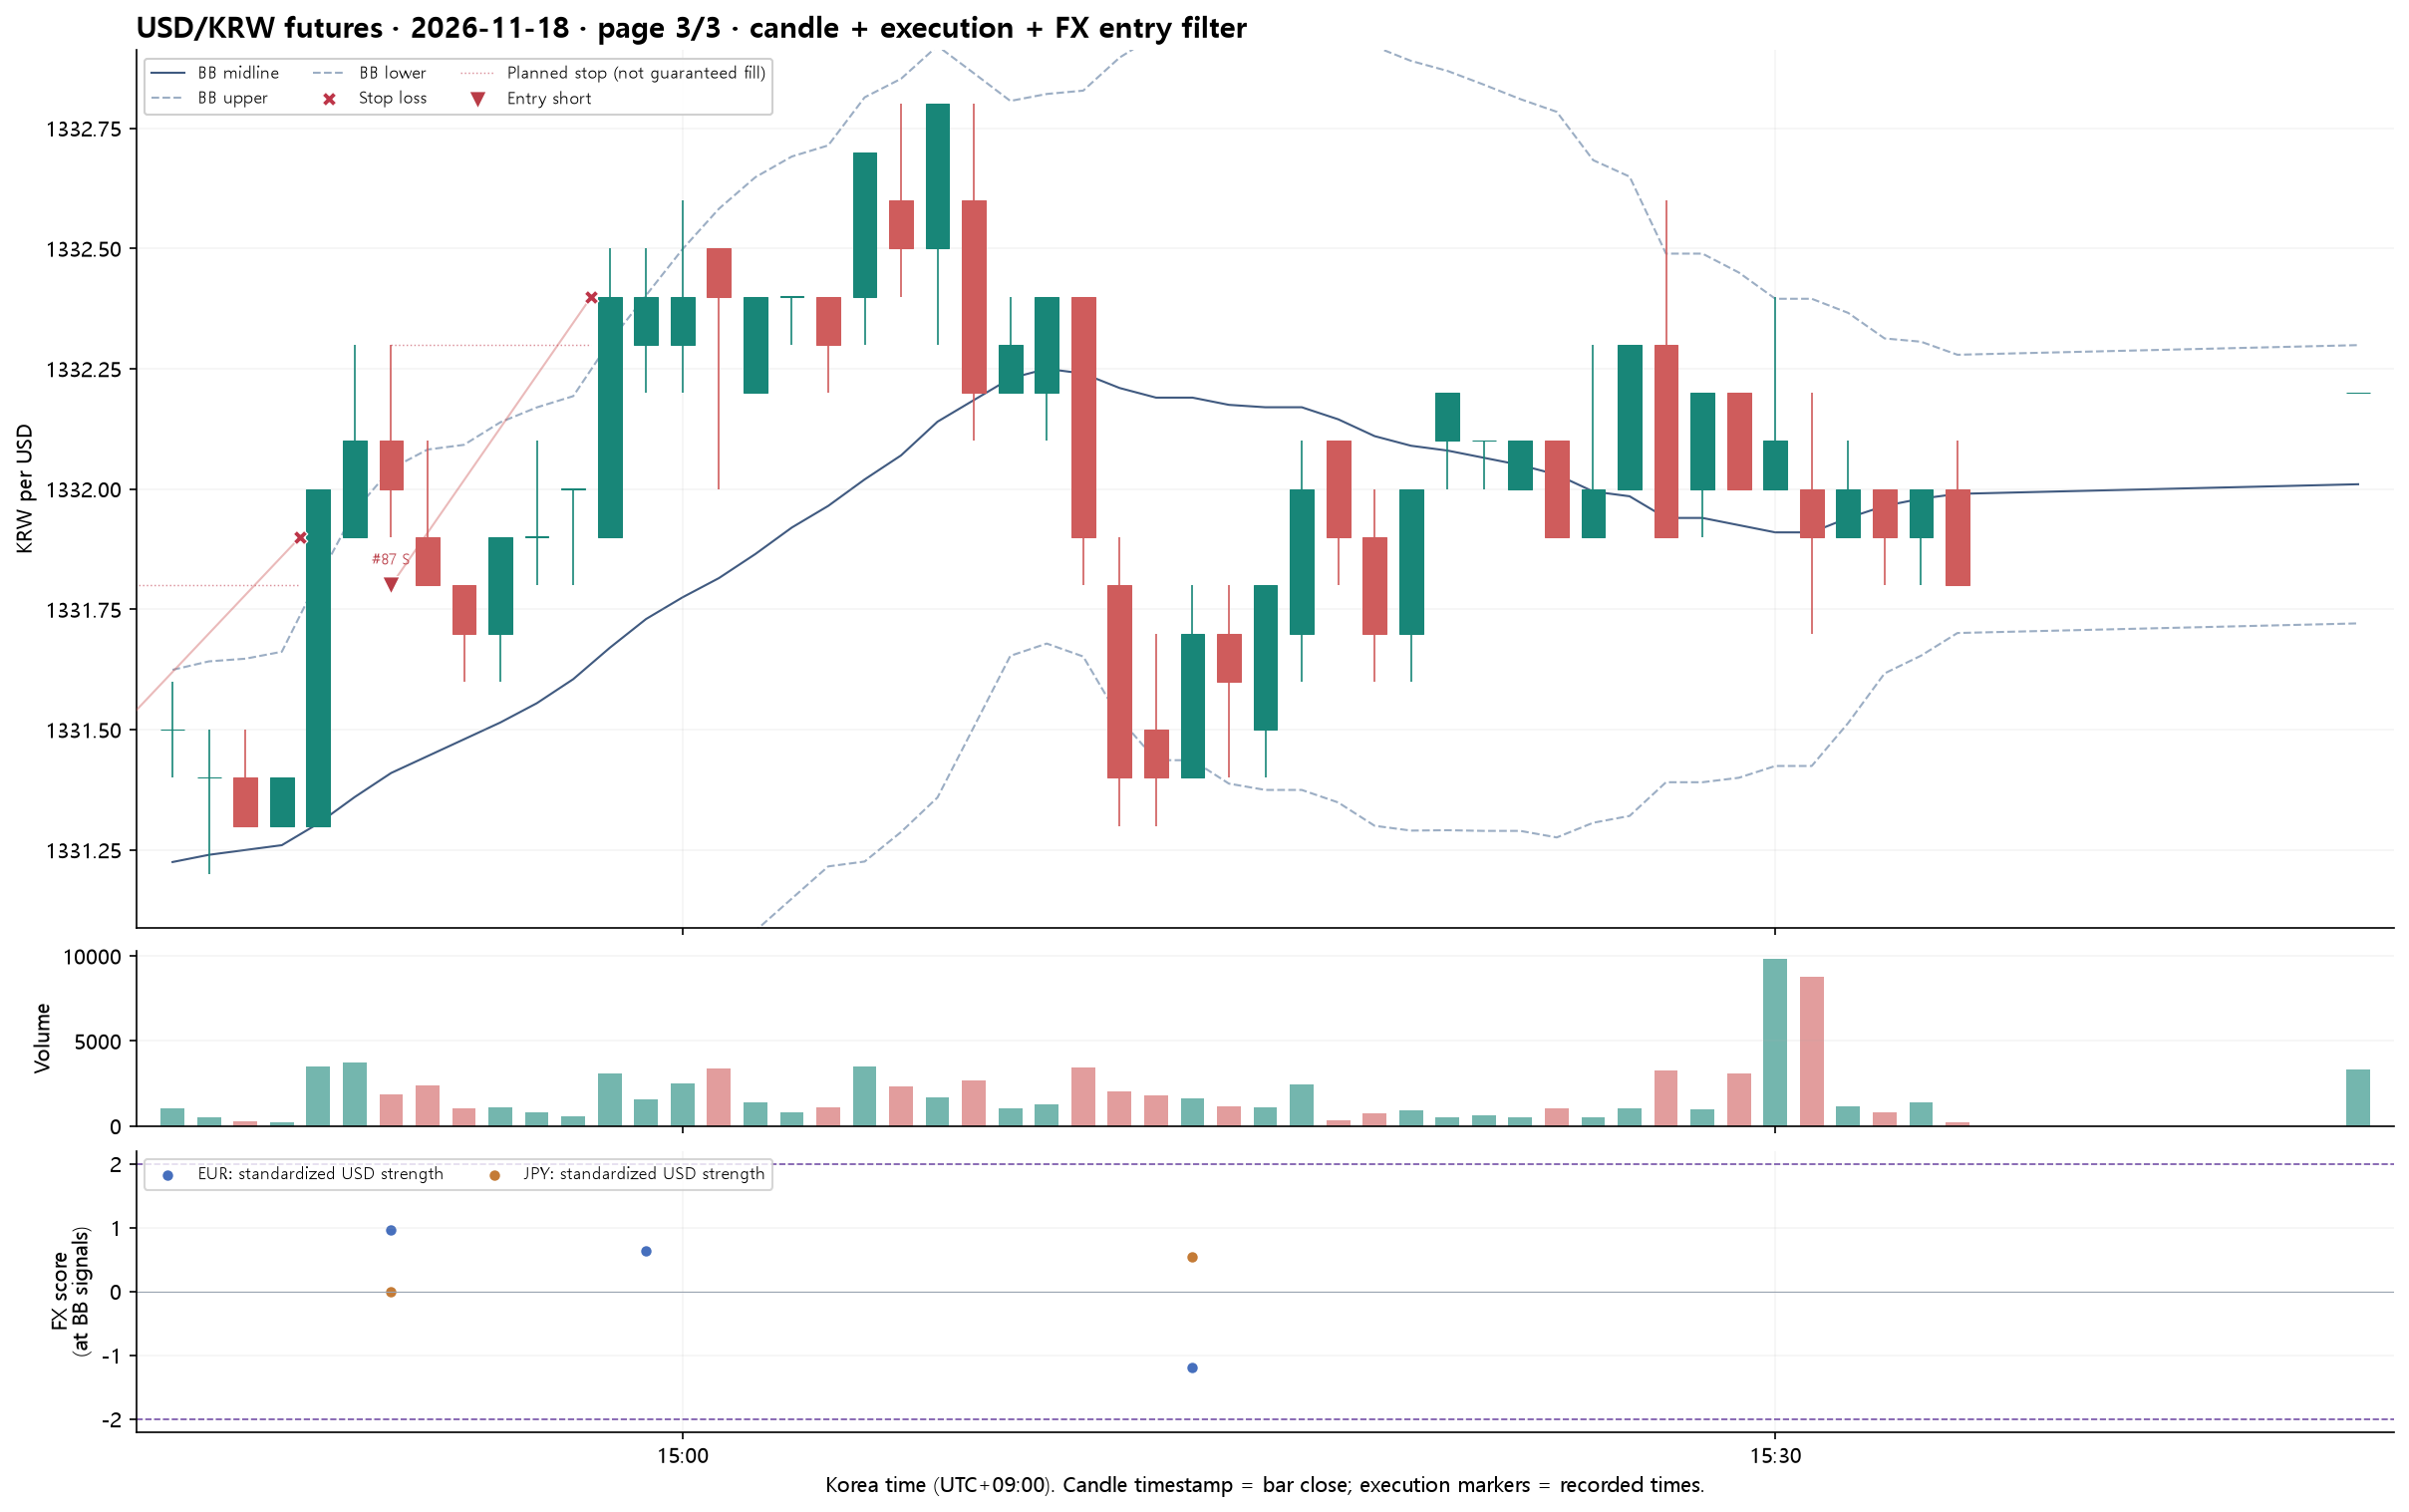 USD/KRW futures · 2026-11-18 · page 3/3 · candle + execution + FX entry filter
BB midline
BB upper
BB lower
Stop loss
Planned stop (not guaranteed fill)
Entry short
KRW per USD
1332.75
1332.50
1332.25
1332.00
1331.75
1331.50
1331.25
#87 S
Volume
10000
5000
0
FX score
(at BB signals)
EUR: standardized USD strength
JPY: standardized USD strength
2
1
0
-1
-2
15:00
15:30
Korea time (UTC+09:00). Candle timestamp = bar close; execution markers = recorded times.